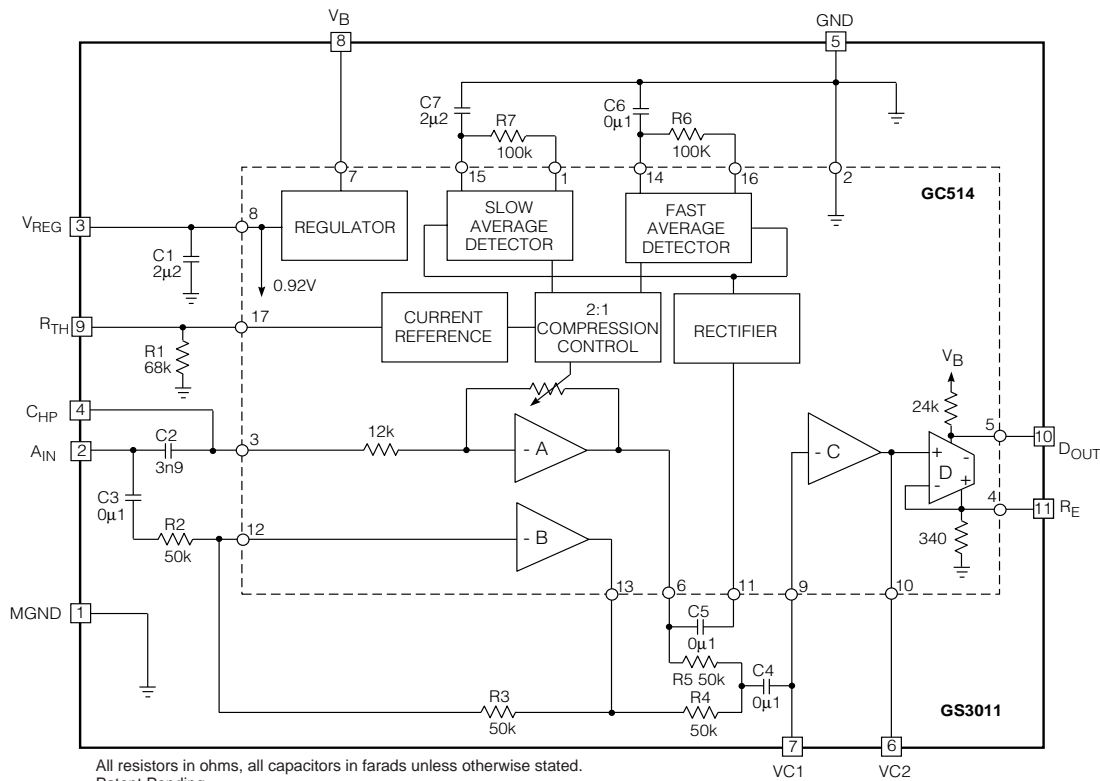 VB
GND
8
5
C7
2µ2
R7
100k
C6
0µ1
R6
100K
7
15
1
14
16
2
GC514
VREG
3
8
REGULATOR
SLOW
AVERAGE
DETECTOR
FAST
AVERAGE
DETECTOR
C1
2µ2
0.92V
RTH
9
17
CURRENT
REFERENCE
2:1
COMPRESSION
CONTROL
RECTIFIER
R1
68k
VB
CHP
4
24k
5
10
DOUT
AIN
2
C2
3n9
3
12k
- A
- C
+
-
-
+
D
4
11
RE
C3
0µ1
R2
50k
12
- B
340
13
6
11
9
10
MGND
1
C5
0µ1
R5 50k
C4
0µ1
R3
50k
R4
50k
GS3011
7
6
VC1
VC2
All resistors in ohms, all capacitors in farads unless otherwise stated.
Patent Pending